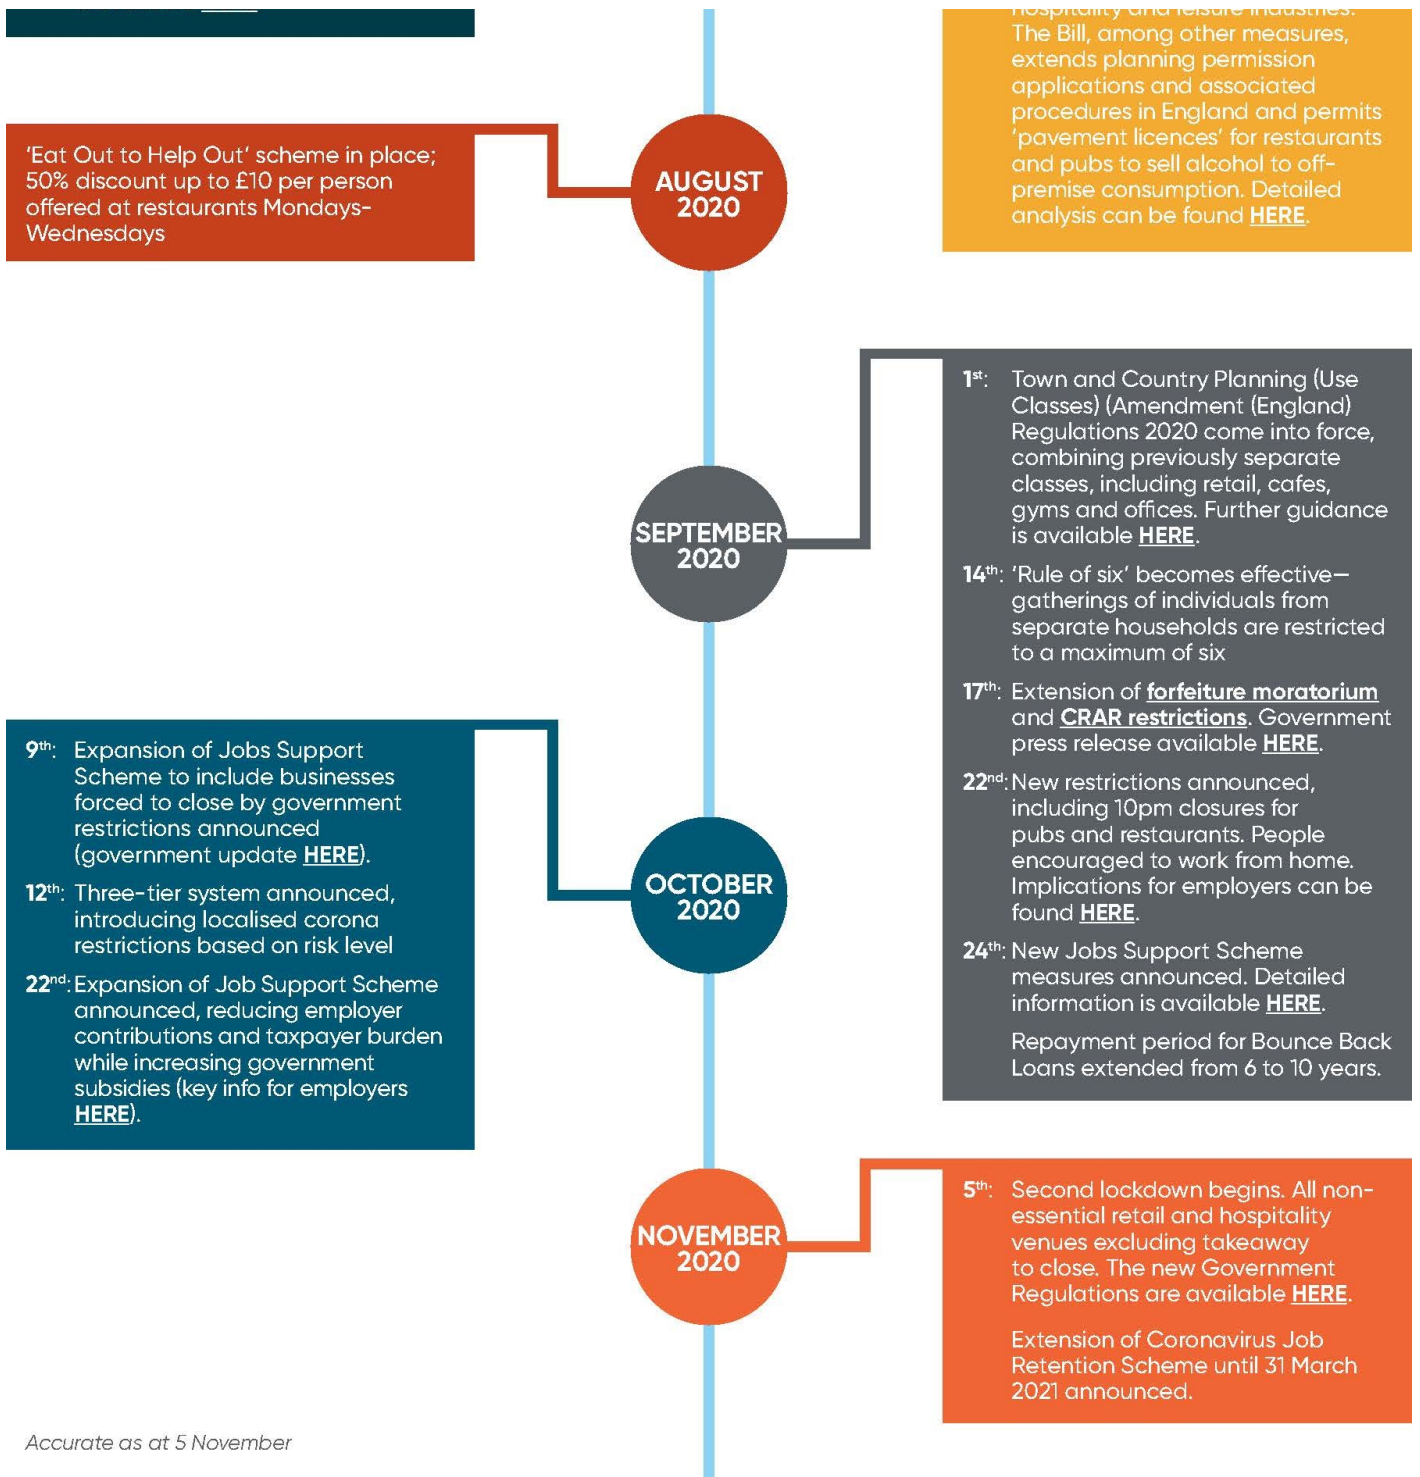 hospitality and leisure industries.
The Bill, among other measures,
extends planning permission
applications and associated
procedures in England and permits
‘pavement licences’ for restaurants
and pubs to sell alcohol to off-
premise consumption. Detailed
analysis can be found HERE.
‘Eat Out to Help Out’ scheme in place;
50% discount up to £10 per person
offered at restaurants Mondays-
Wednesdays
AUGUST
2020
SEPTEMBER
2020
1st: Town and Country Planning (Use
Classes) (Amendment (England)
Regulations 2020 come into force,
combining previously separate
classes, including retail, cafes,
gyms and offices. Further guidance
is available HERE.
14th: ‘Rule of six’ becomes effective—
gatherings of individuals from
separate households are restricted
to a maximum of six
17th: Extension of forfeiture moratorium
and CRAR restrictions. Government
press release available HERE.
22nd: New restrictions announced,
including 10pm closures for
pubs and restaurants. People
encouraged to work from home.
Implications for employers can be
found HERE.
24th: New Jobs Support Scheme
measures announced. Detailed
information is available HERE.
Repayment period for Bounce Back
Loans extended from 6 to 10 years.
9th: Expansion of Jobs Support
Scheme to include businesses
forced to close by government
restrictions announced
(government update HERE).
12th: Three-tier system announced,
introducing localised corona
restrictions based on risk level
22nd: Expansion of Job Support Scheme
announced, reducing employer
contributions and taxpayer burden
while increasing government
subsidies (key info for employers
HERE).
OCTOBER
2020
NOVEMBER
2020
5th: Second lockdown begins. All non-
essential retail and hospitality
venues excluding takeaway
to close. The new Government
Regulations are available HERE.
Extension of Coronavirus Job
Retention Scheme until 31 March
2021 announced.
Accurate as at 5 November